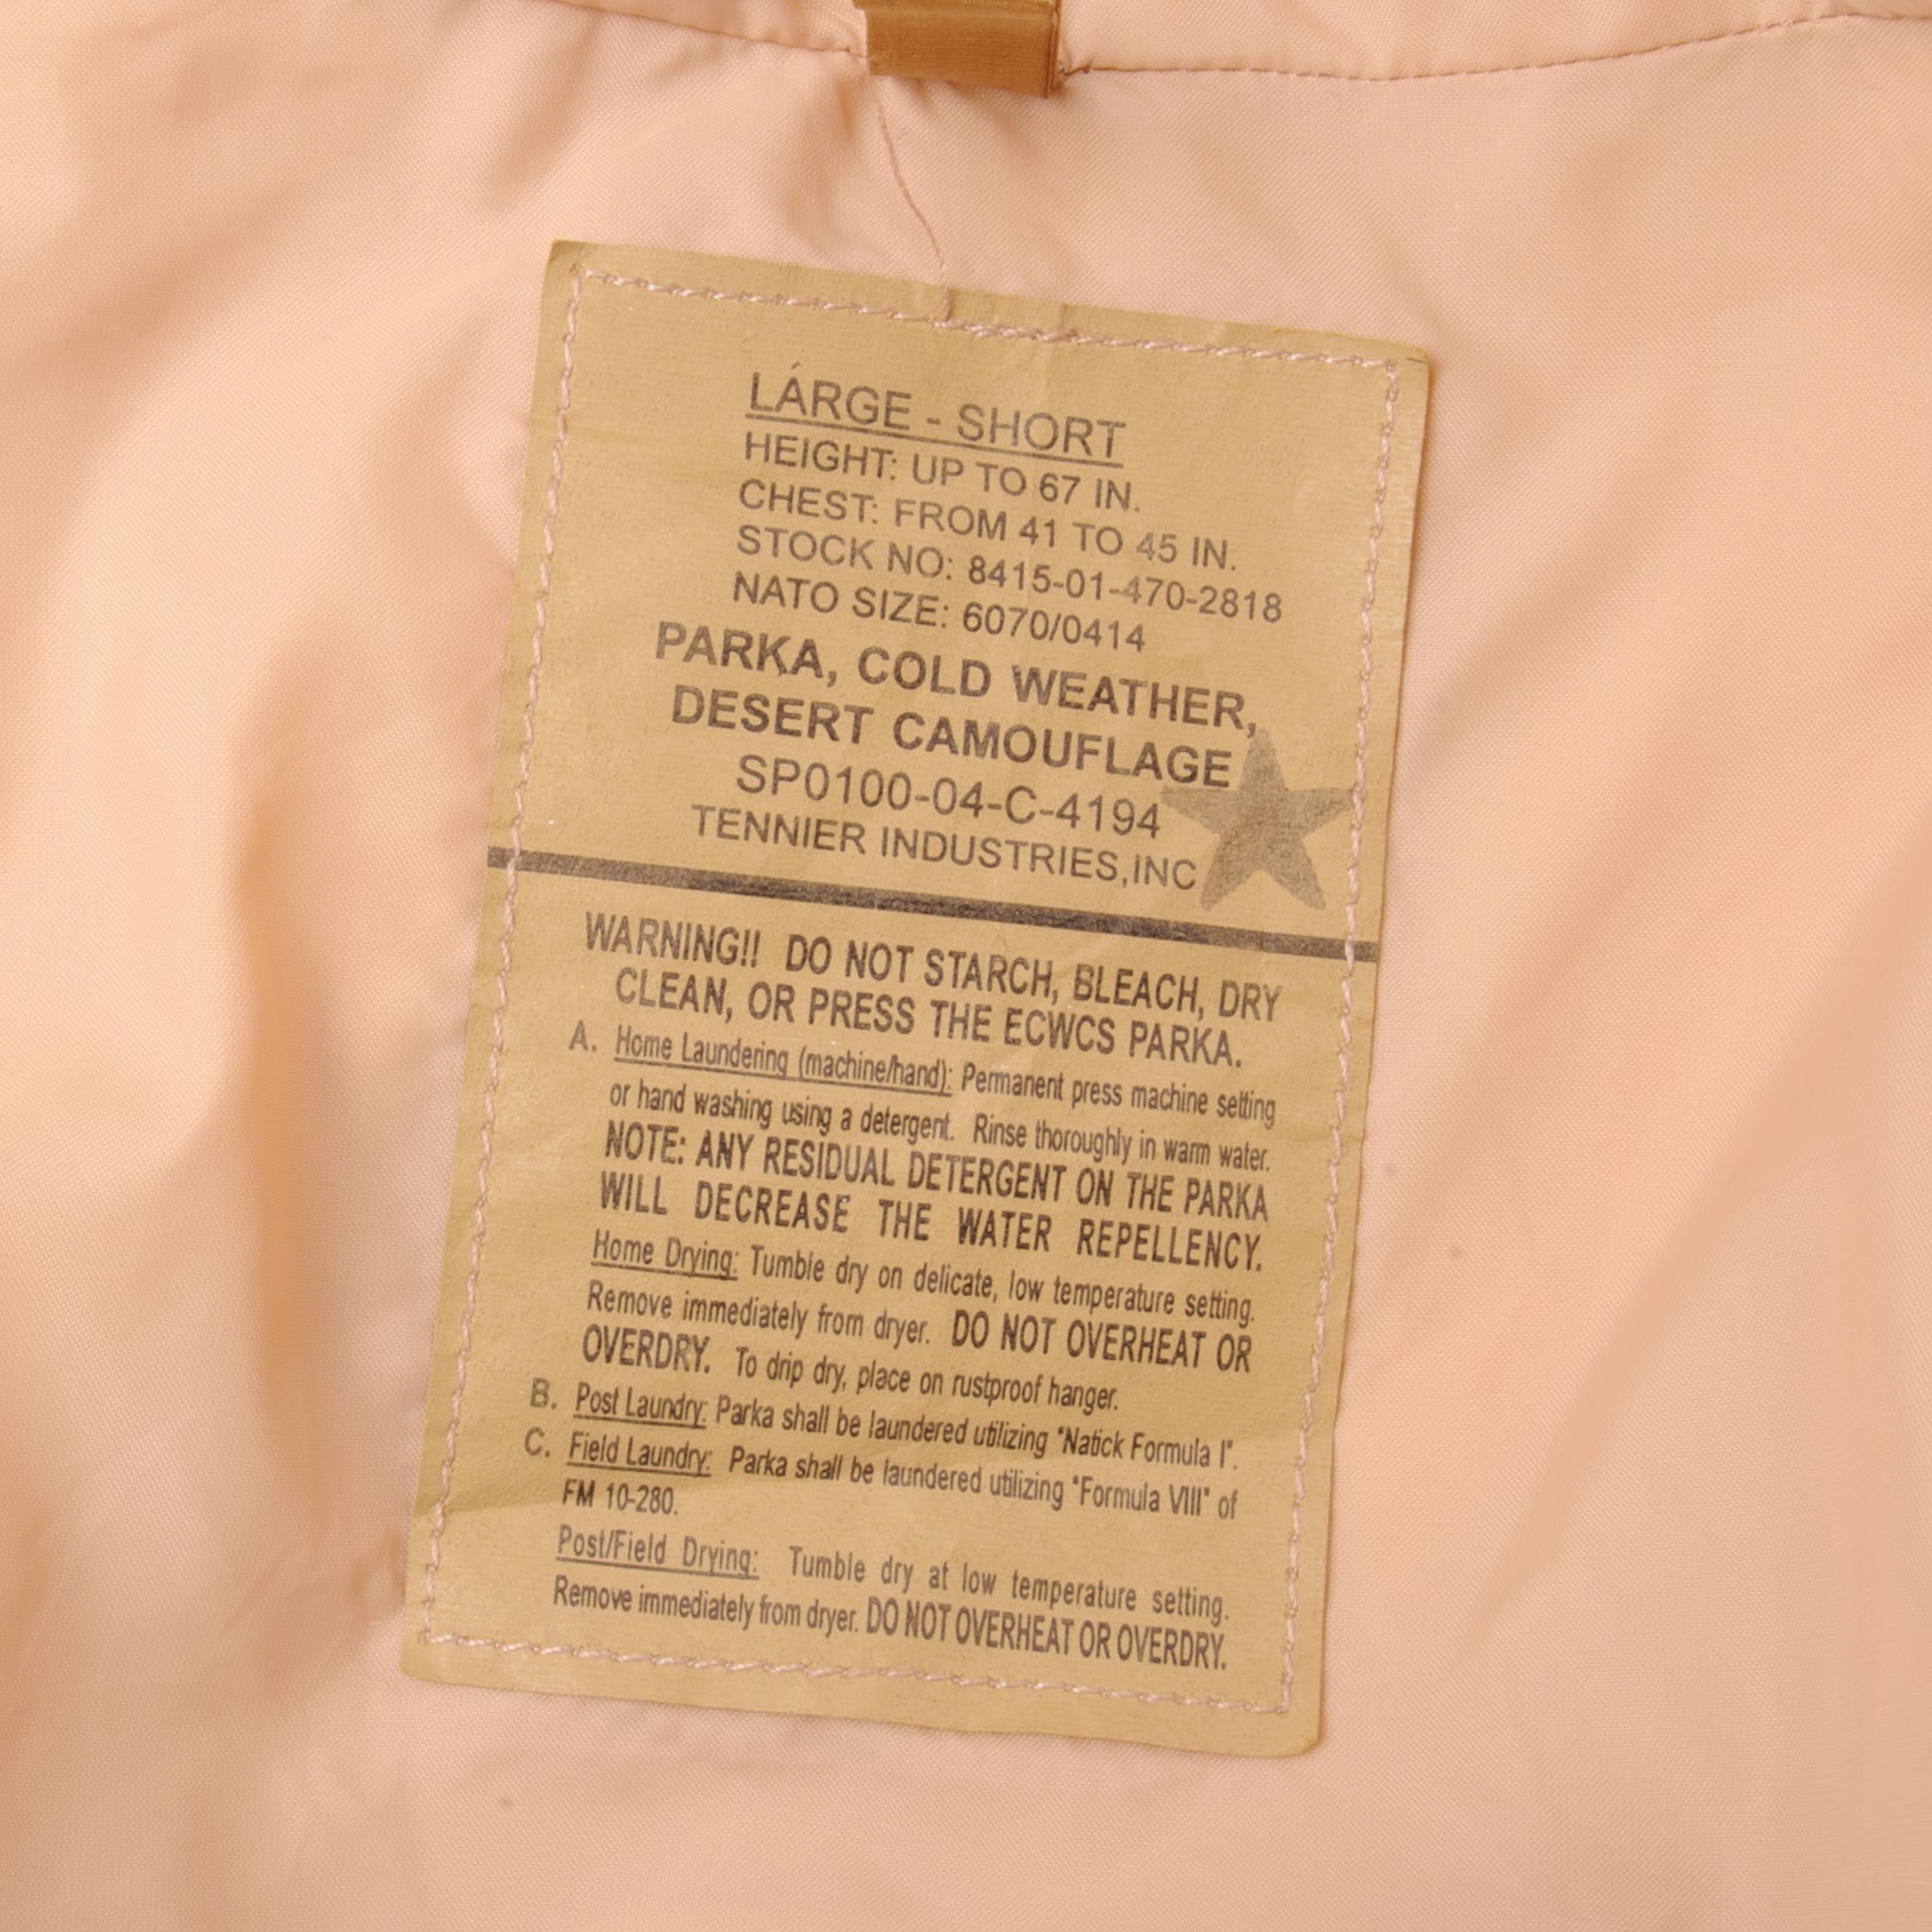 LARGE - SHORT
HEIGHT: UP TO 67 IN.
CHEST: FROM 41 TO 45 IN.
STOCK NO: 8415-01-470-2818
NATO SIZE: 6070/0414
PARKA, COLD WEATHER,
DESERT CAMOUFLAGE
SP0100-04-C-4194
TENNIER INDUSTRIES,INC
WARNING!! DO NOT STARCH, BLEACH, DRY
CLEAN, OR PRESS THE ECWCS PARKA.
A. Home Laundering (machine/hand): Permanent press machine setting
or hand washing using a detergent. Rinse thoroughly in warm water.
NOTE: ANY RESIDUAL DETERGENT ON THE PARKA
WILL DECREASE THE WATER REPELLENCY.
Home Drying: Tumble dry on delicate, low temperature setting.
Remove immediately from dryer. DO NOT OVERHEAT OR
OVERDRY. To drip dry, place on rustproof hanger.
B. Post Laundry: Parka shall be laundered utilizing "Natick Formula I".
C. Field Laundry: Parka shall be laundered utilizing "Formula VIII" of
FM 10-280.
Post/Field Drying: Tumble dry at low temperature setting.
Remove immediately from dryer. DO NOT OVERHEAT OR OVERDRY.